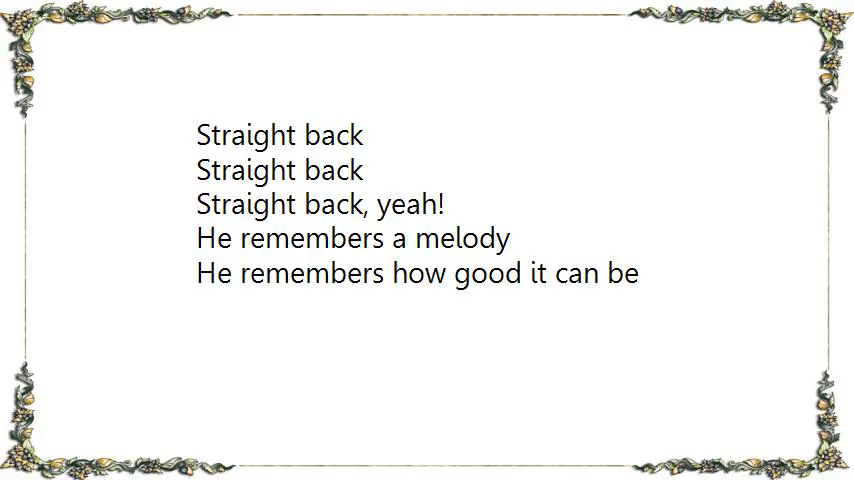 Straight back
Straight back
Straight back, yeah!
He remembers a melody
He remembers how good it can be